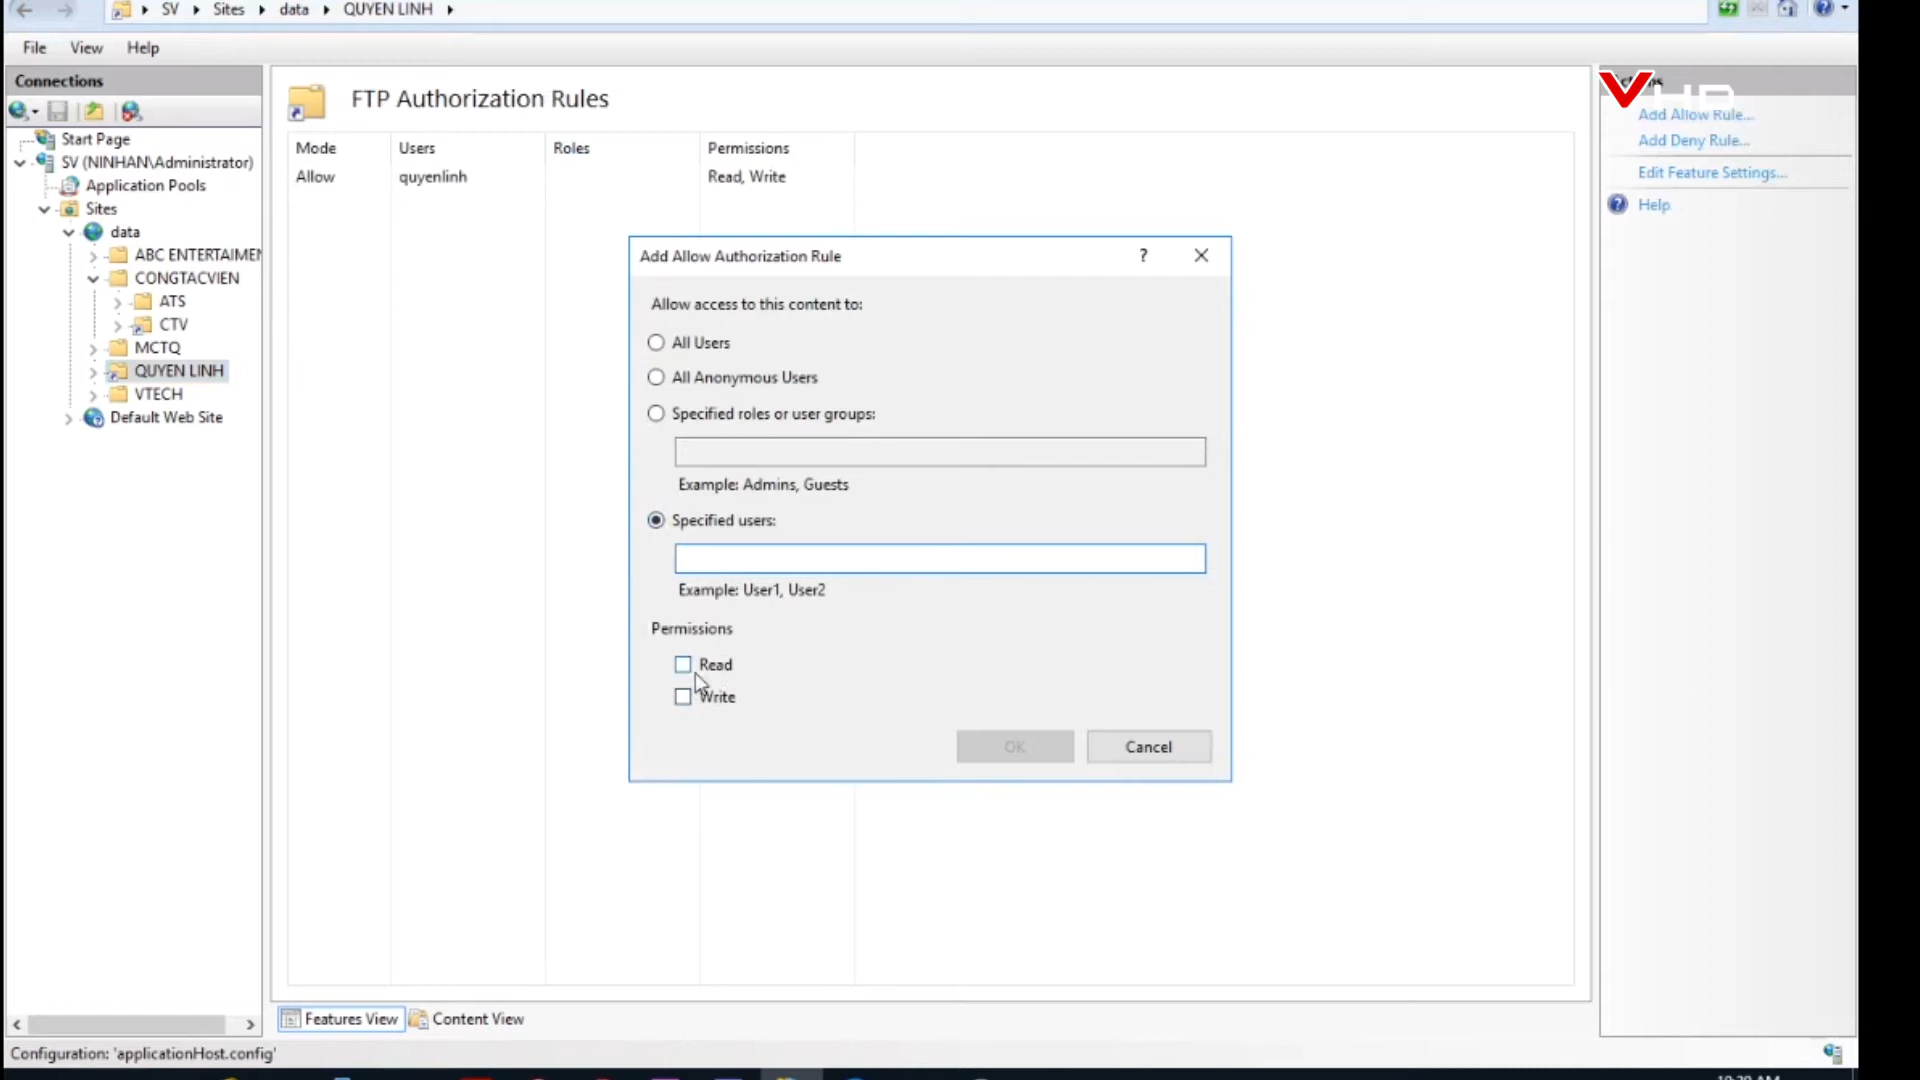 SV Sites data QUYEN LINH
File View Help
Connections
Start Page
SV (NINHAN\Administrator)
Application Pools
Sites
data
ABC ENTERTAIMEN
CONGTACVIEN
ATS
CTV
MCTQ
QUYEN LINH
VTECH
Default Web Site
FTP Authorization Rules
Mode Users Roles Permissions
Allow quyenlinh Read, Write
Add Allow Authorization Rule
Allow access to this content to:
All Users
All Anonymous Users
Specified roles or user groups:
Example: Admins, Guests
Specified users:
Example: User1, User2
Permissions
Read
Write
OK Cancel
VHD
Add Allow Rule...
Add Deny Rule...
Edit Feature Settings...
Help
Features View Content View
Configuration: 'applicationHost.config'